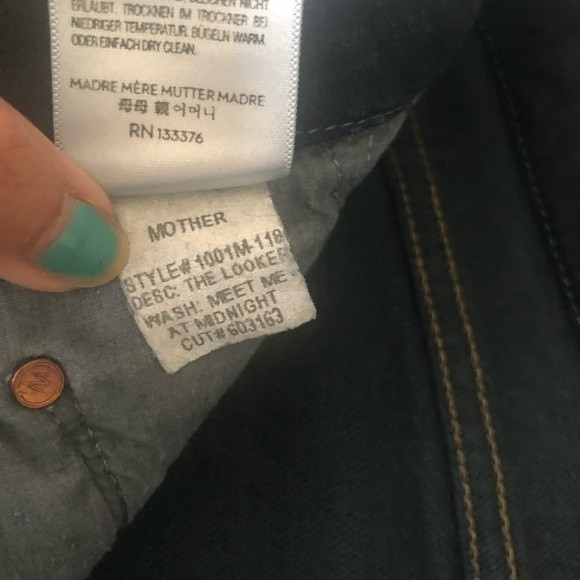 ERLAUBT. TROCKNEN IM TROCKNER BEI
NIEDRIGER TEMPERATUR. BÜGELN WARM.
ODER EINFACH DRY CLEAN.
MADRE MÈRE MUTTER MADRE
母母 親 어머니
RN 133376
MOTHER
STYLE# 1001M-118
DESC: THE LOOKER
WASH: MEET ME
AT MIDNIGHT
CUT# 603163
M